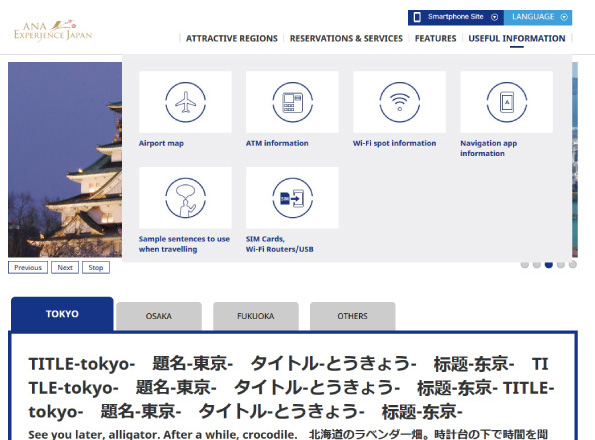 Smartphone Site
LANGUAGE
ANA
EXPERIENCE JAPAN
ATTRACTIVE REGIONS
RESERVATIONS & SERVICES
FEATURES
USEFUL INFORMATION
Airport map
ATM information
Wi-Fi spot information
Navigation app
information
A
Sample sentences to use
when travelling
SIM Cards,
Wi-Fi Routers/USB
SIM
Previous
Next
Stop
TOKYO
OSAKA
FUKUOKA
OTHERS
TITLE-tokyo- 題名-東京- タイトル-とうきょう- 标题-东京- TI
TLE-tokyo- 題名-東京- タイトル-とうきょう- 标题-东京- TITLE-
tokyo- 題名-東京- タイトル-とうきょう- 标题-东京-
See you later, alligator. After a while, crocodile. 北海道のラベンダー畑。時計台の下で時間を聞